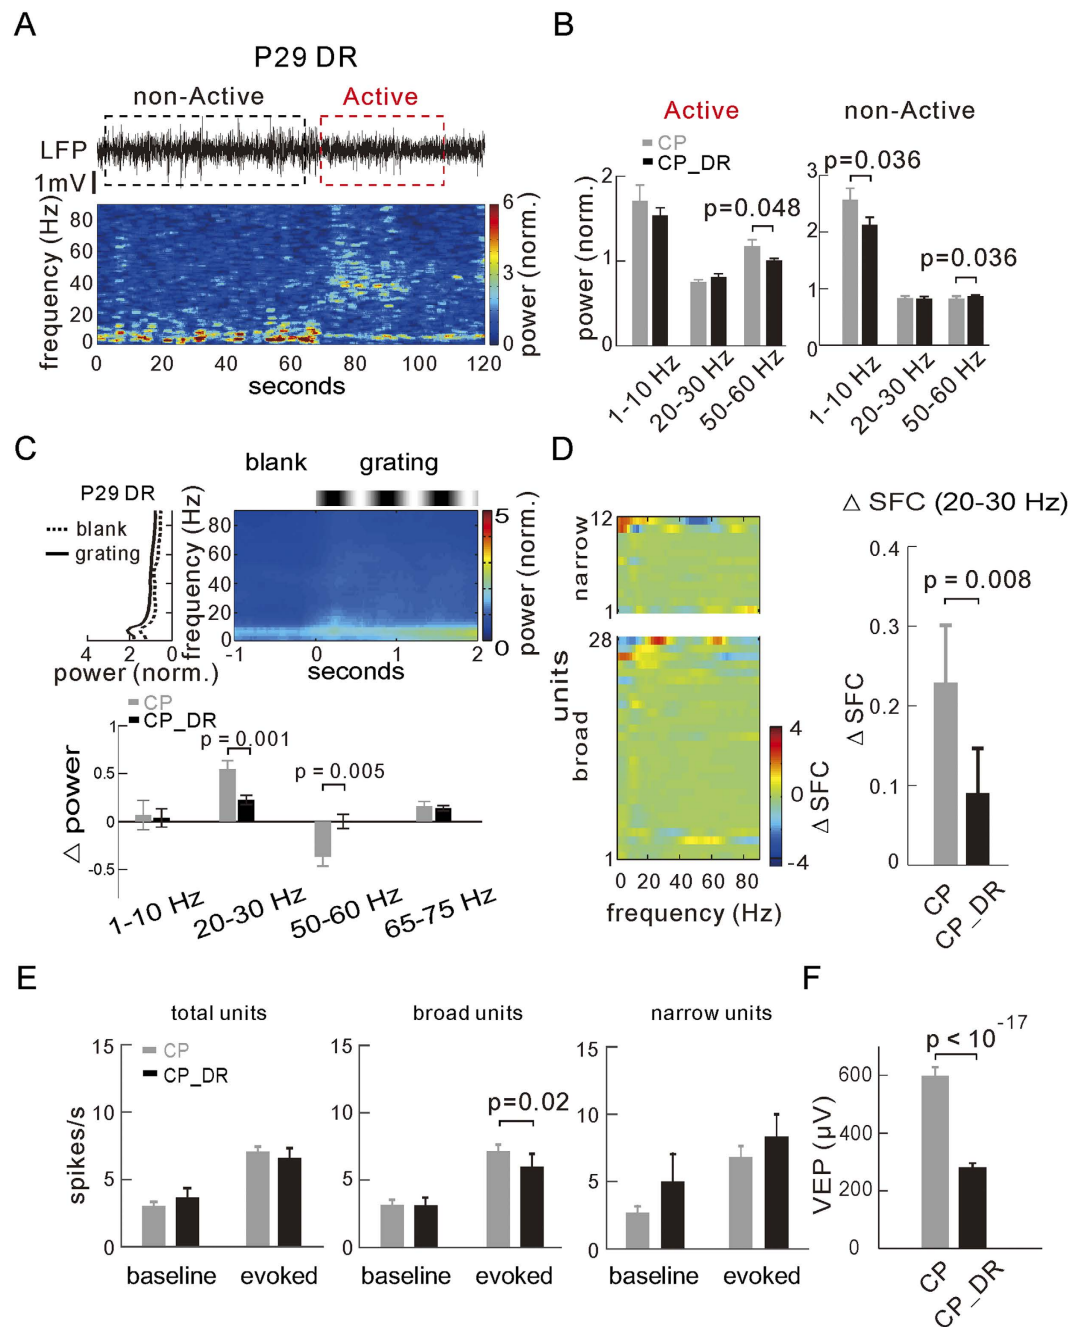 A
P29 DR
non-Active
Active
LFP
1mV
frequency (Hz)
80
60
40
20
0
0 20 40 60 80 100 120
seconds
6
3
0
power (norm.)
B
Active
CP
CP_DR
power (norm.)
2
1
0
p=0.048
1-10 Hz
20-30 Hz
50-60 Hz
non-Active
3
2
1
0
p=0.036
p=0.036
1-10 Hz
20-30 Hz
50-60 Hz
C
P29 DR
blank
grating
4 2 0
power (norm.)
blank grating
frequency (Hz)
80
60
40
20
0
-1 0 1 2
seconds
5
0
power (norm.)
CP
CP_DR
△ power
1
0.5
0
-0.5
p = 0.001
p = 0.005
1-10 Hz
20-30 Hz
50-60 Hz
65-75 Hz
D
narrow
12
1
units
broad
28
1
0 20 40 60 80
frequency (Hz)
4
0
-4
△ SFC
△ SFC (20-30 Hz)
△ SFC
0.4
0.3
0.2
0.1
0
p = 0.008
CP
CP_DR
E
total units
CP
CP_DR
spikes/s
15
10
5
0
baseline evoked
broad units
15
10
5
0
p=0.02
baseline evoked
narrow units
15
10
5
0
baseline evoked
F
p < 10-17
VEP (µV)
600
400
200
0
CP
CP_DR